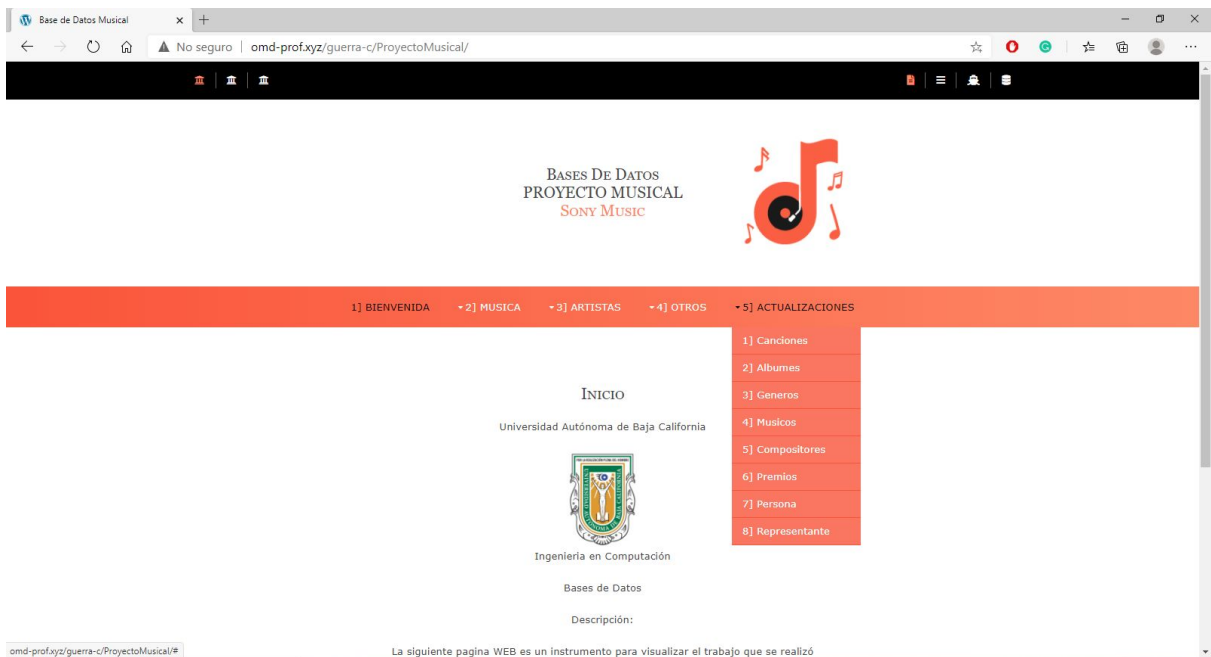 Base de Datos Musical
No seguro
omd-prof.xyz/guerra-c/ProyectoMusical/
BASES DE DATOS
PROYECTO MUSICAL
SONY MUSIC
1] BIENVENIDA
2] MUSICA
3] ARTISTAS
4] OTROS
5] ACTUALIZACIONES
1] Canciones
2] Albumes
3] Generos
4] Musicos
5] Compositores
6] Premios
7] Persona
8] Representante
INICIO
Universidad Autónoma de Baja California
Ingenieria en Computación
Bases de Datos
Descripción:
La siguiente pagina WEB es un instrumento para visualizar el trabajo que se realizó
omd-prof.xyz/guerra-c/ProyectoMusical/#